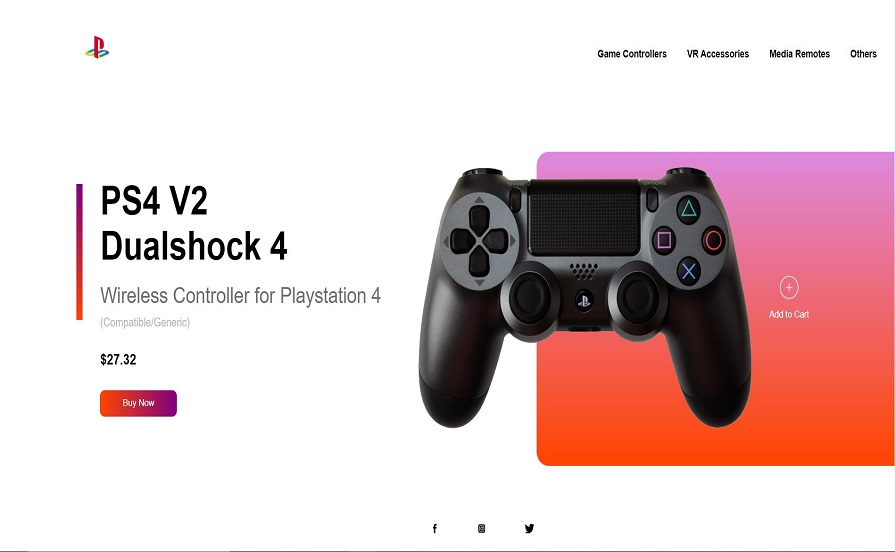 Game Controllers VR Accessories Media Remotes Others
PS4 V2
Dualshock 4
Wireless Controller for Playstation 4
(Compatible/Generic)
$27.32
Buy Now
SHARE
OPTIONS
Add to Cart